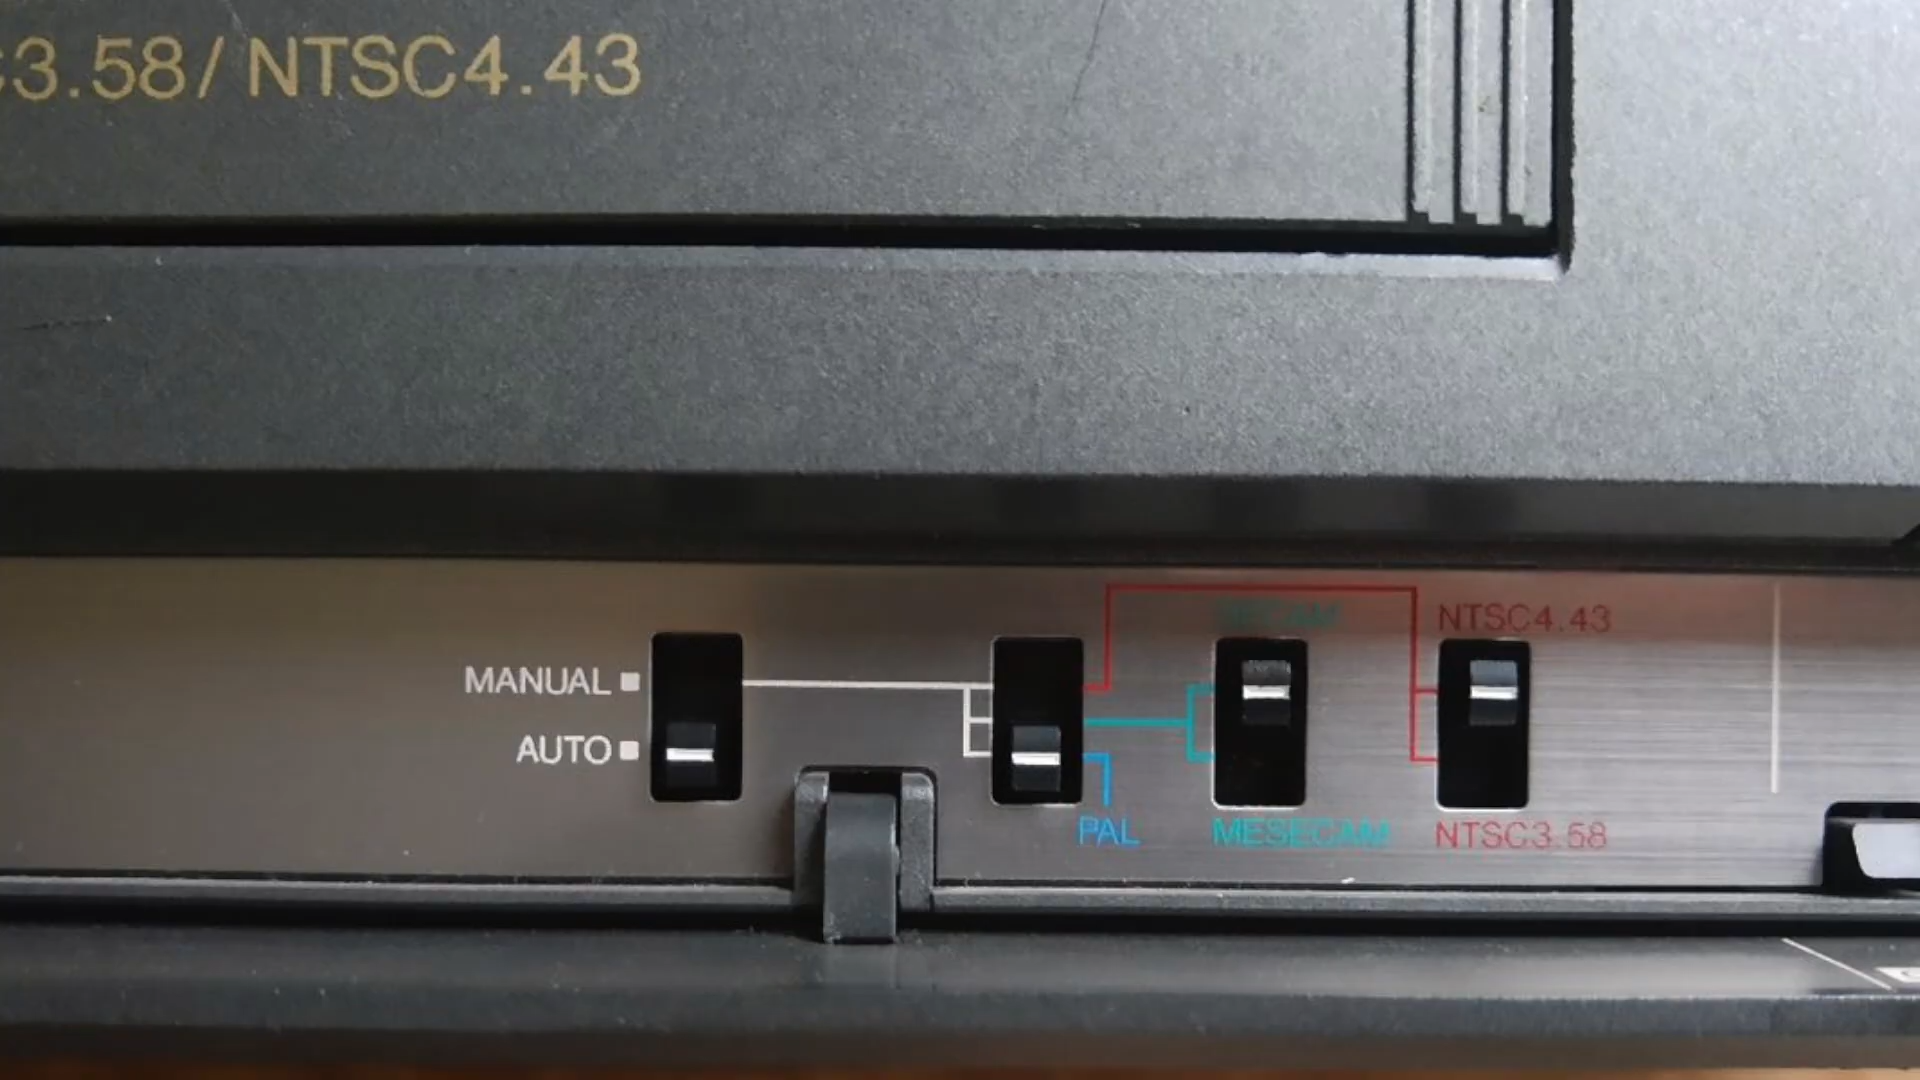 3.58/NTSC4.43
SECAM
NTSC4.43
MANUAL
AUTO
PAL
MESECAM
NTSC3.58